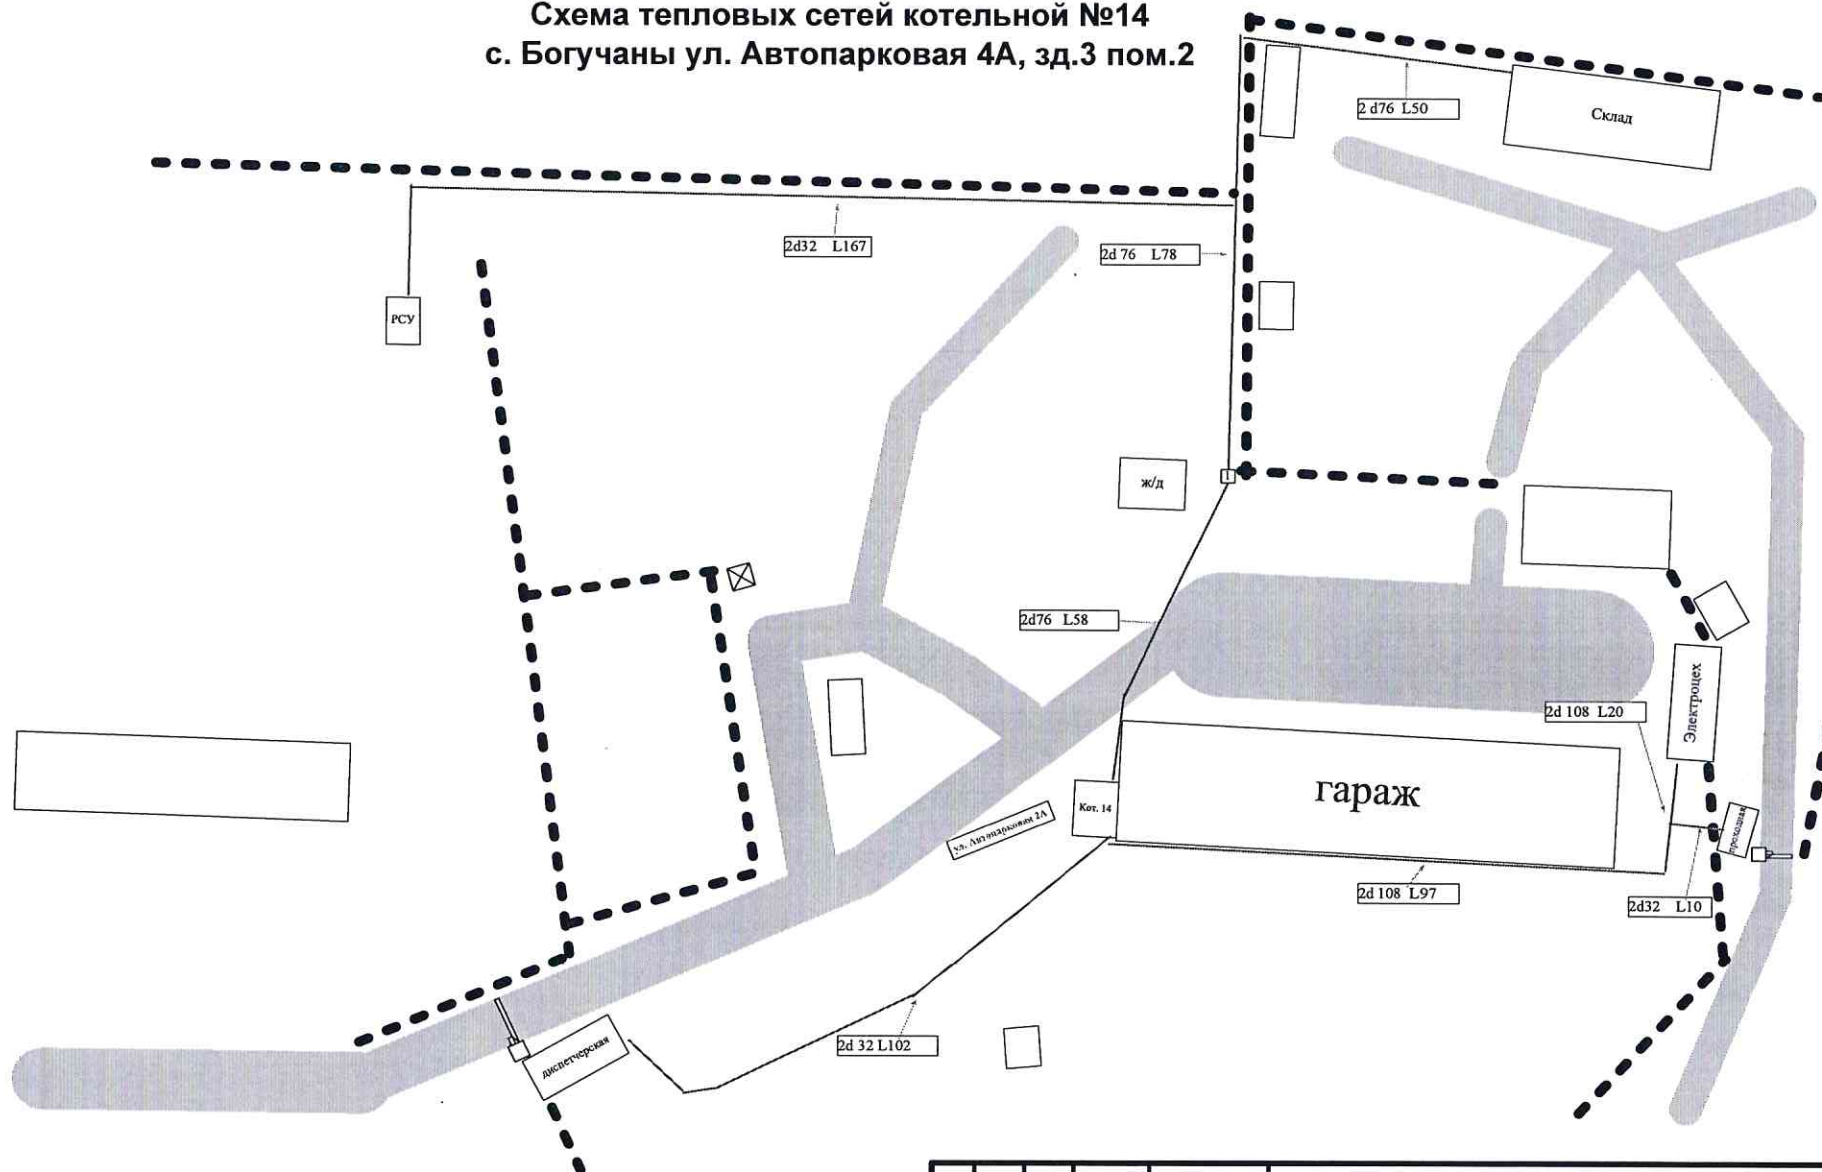 Схема тепловых сетей котельной №14
с. Богучаны ул. Автопарковая 4А, зд.3 пом.2
2 d76 L50
Склад
2d32 L167
2d 76 L78
РСУ
ж/д
1
2d76 L58
2d 108 L20
Электроцех
гараж
Кот. 14
ул. Автопарковая 2А
проходная
2d 108 L97
2d32 L10
2d 32 L102
диспетчерская